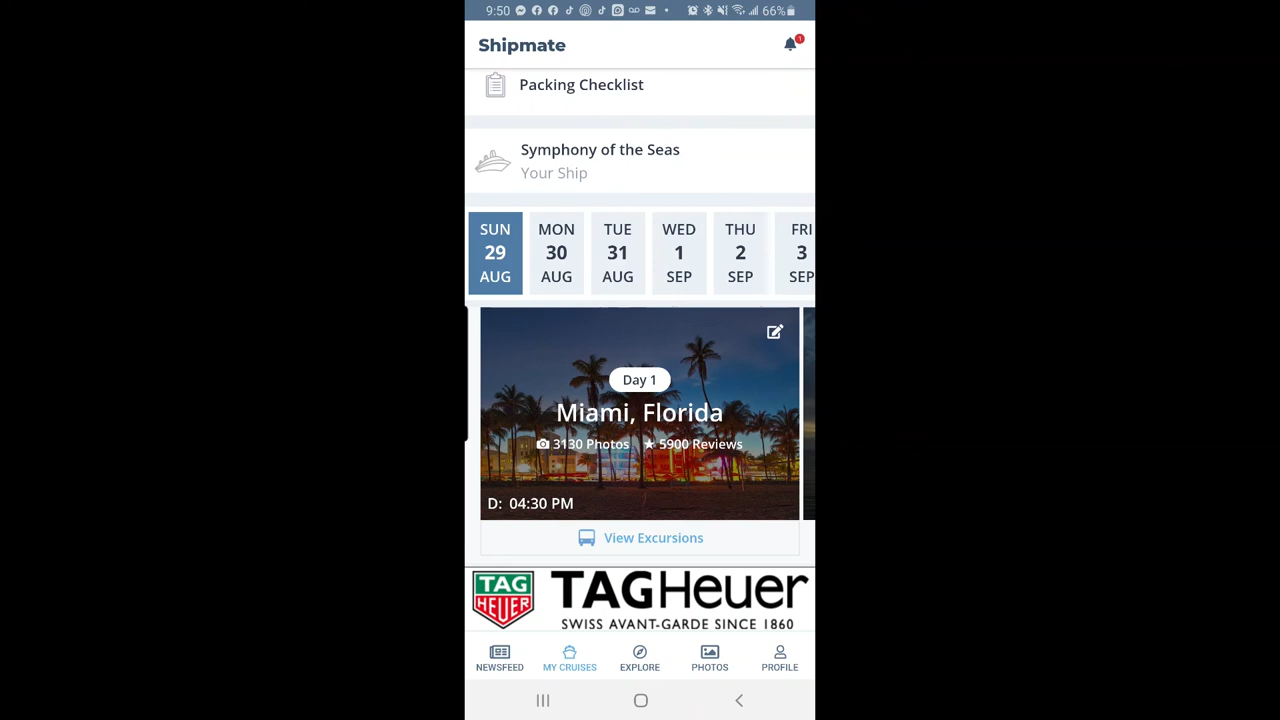 9:50
66%
Shipmate
1
Packing Checklist
Symphony of the Seas
Your Ship
SUN MON TUE WED THU FRI
29 30 31 1 2 3
AUG AUG AUG SEP SEP SEP
Day 1
Miami, Florida
3130 Photos ★ 5900 Reviews
D: 04:30 PM
View Excursions
TAG HEUER
TAGHeuer
SWISS AVANT-GARDE SINCE 1860
NEWSFEED MY CRUISES EXPLORE PHOTOS PROFILE